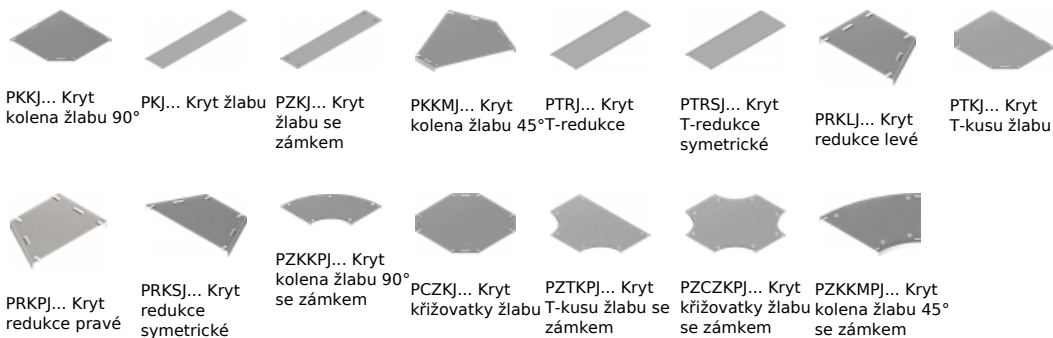 PKKJ... Kryt
kolena žlabu 90°
PKJ... Kryt žlabu
PZKJ... Kryt
žlabu se
zámkem
PKKMJ... Kryt
kolena žlabu 45°
PTRJ... Kryt
T-redukce
PTRSJ... Kryt
T-redukce
symetrické
PRKLJ... Kryt
redukce levé
PTKJ... Kryt
T-kusu žlabu
PRKPJ... Kryt
redukce pravé
PRKSJ... Kryt
redukce
symetrické
PZKKPJ... Kryt
kolena žlabu 90°
se zámkem
PCZKJ... Kryt
křižovatky žlabu
PZTKPJ... Kryt
T-kusu žlabu se
zámkem
PZCZKPJ... Kryt
křižovatky žlabu
se zámkem
PZKKMPJ... Kryt
kolena žlabu 45°
se zámkem